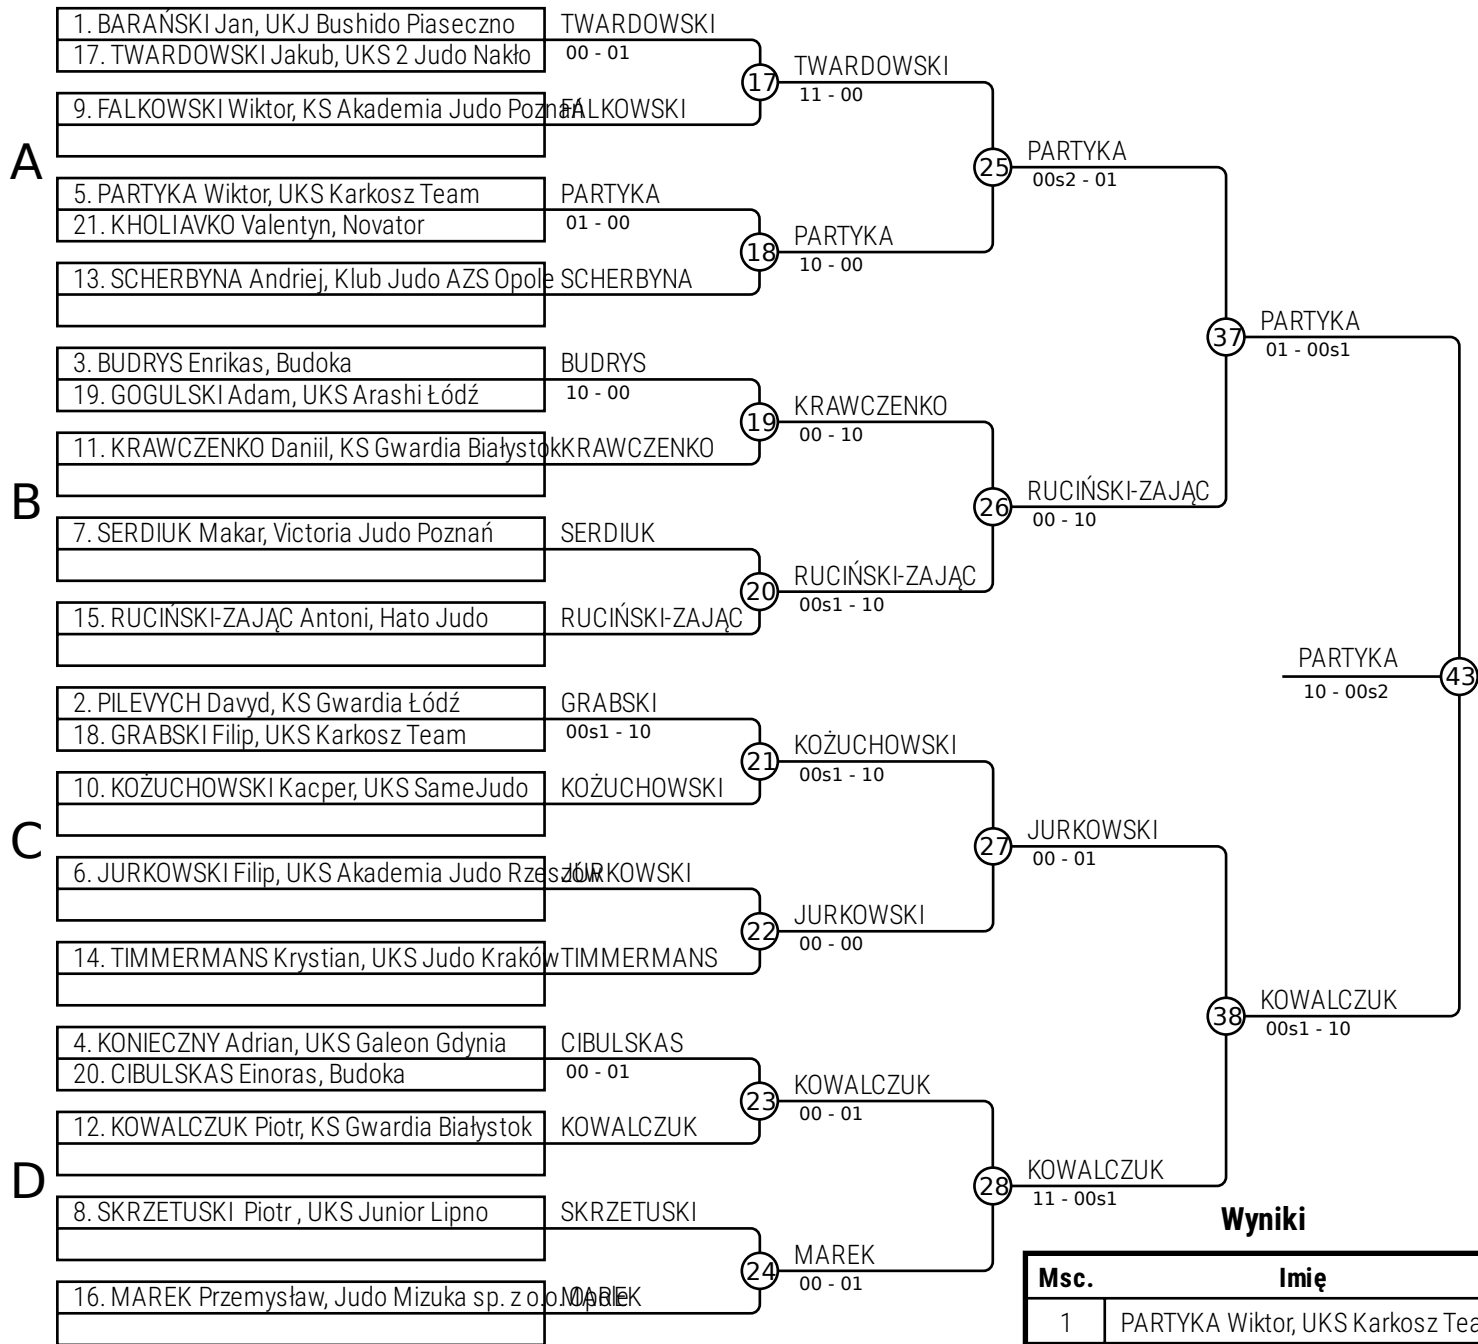 1. BARAŃSKI Jan, UKJ Bushido Piaseczno
17. TWARDOWSKI Jakub, UKS 2 Judo Nakło
TWARDOWSKI
00 - 01
9. FALKOWSKI Wiktor, KS Akademia Judo Poznań
FALKOWSKI
17
TWARDOWSKI
11 - 00
A
5. PARTYKA Wiktor, UKS Karkosz Team
21. KHOLIAVKO Valentyn, Novator
PARTYKA
01 - 00
13. SCHERBYNA Andriej, Klub Judo AZS Opole
SCHERBYNA
18
PARTYKA
10 - 00
25
PARTYKA
00s2 - 01
3. BUDRYS Enrikas, Budoka
19. GOGULSKI Adam, UKS Arashi Łódź
BUDRYS
10 - 00
11. KRAWCZENKO Daniil, KS Gwardia Białystok
KRAWCZENKO
19
KRAWCZENKO
00 - 10
B
7. SERDIUK Makar, Victoria Judo Poznań
SERDIUK
15. RUCIŃSKI-ZAJĄC Antoni, Hato Judo
RUCIŃSKI-ZAJĄC
20
RUCIŃSKI-ZAJĄC
00s1 - 10
26
RUCIŃSKI-ZAJĄC
00 - 10
37
PARTYKA
01 - 00s1
2. PILEVYCH Davyd, KS Gwardia Łódź
18. GRABSKI Filip, UKS Karkosz Team
GRABSKI
00s1 - 10
10. KOŻUCHOWSKI Kacper, UKS SameJudo
KOŻUCHOWSKI
21
KOŻUCHOWSKI
00s1 - 10
C
6. JURKOWSKI Filip, UKS Akademia Judo Rzeszów
JURKOWSKI
14. TIMMERMANS Krystian, UKS Judo Kraków
TIMMERMANS
22
JURKOWSKI
00 - 00
27
JURKOWSKI
00 - 01
4. KONIECZNY Adrian, UKS Galeon Gdynia
20. CIBULSKAS Einoras, Budoka
CIBULSKAS
00 - 01
12. KOWALCZUK Piotr, KS Gwardia Białystok
KOWALCZUK
23
KOWALCZUK
00 - 01
D
8. SKRZETUSKI Piotr , UKS Junior Lipno
SKRZETUSKI
16. MAREK Przemysław, Judo Mizuka sp. z o.o. Opole
MAREK
24
MAREK
00 - 01
28
KOWALCZUK
11 - 00s1
38
KOWALCZUK
00s1 - 10
PARTYKA
10 - 00s2
43
Wyniki
Msc. Imię
1 PARTYKA Wiktor, UKS Karkosz Tea